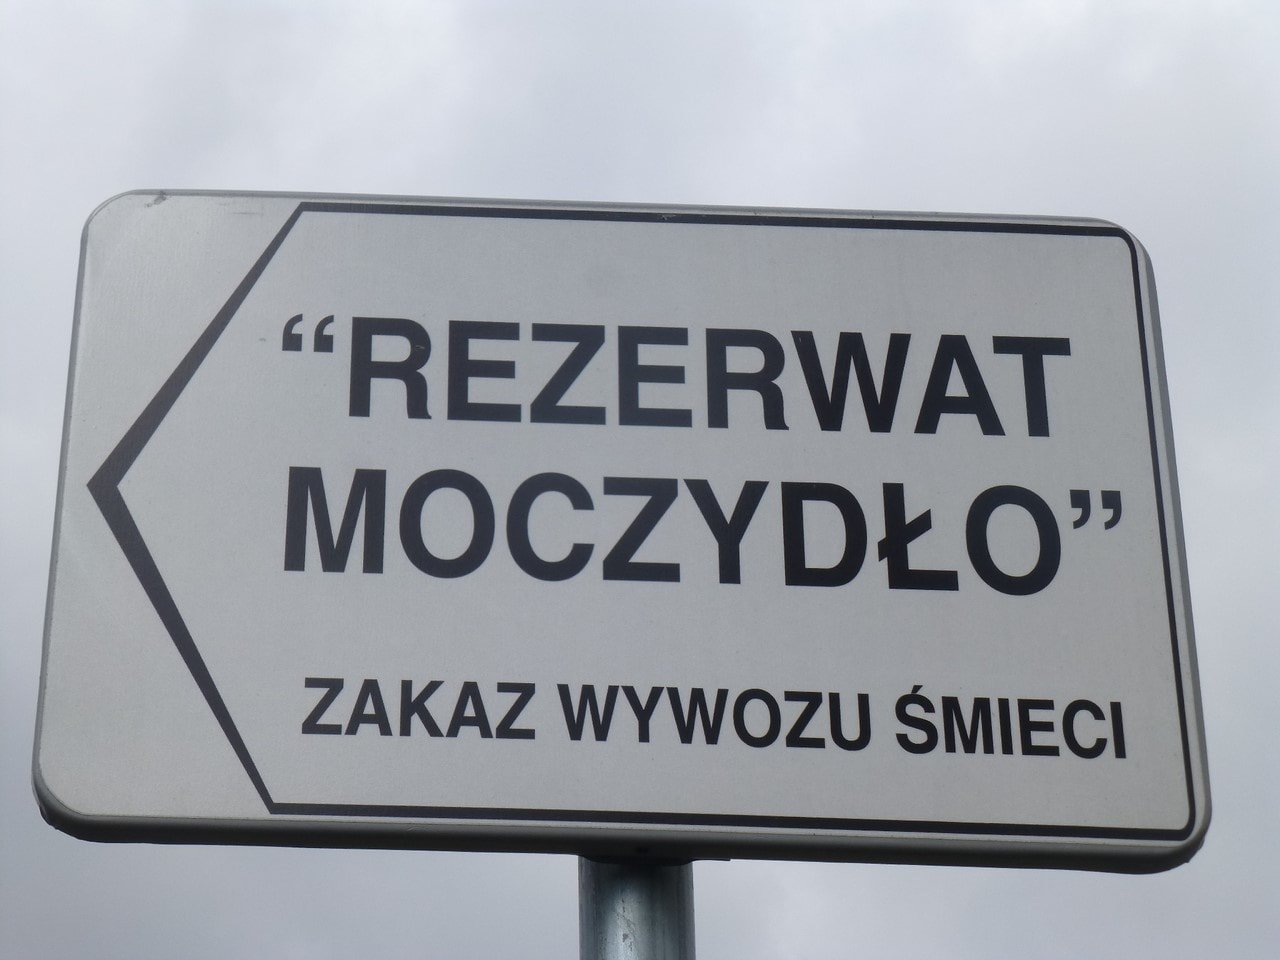 “REZERWAT
MOCZYDŁO”
ZAKAZ WYWOZU ŚMIECI